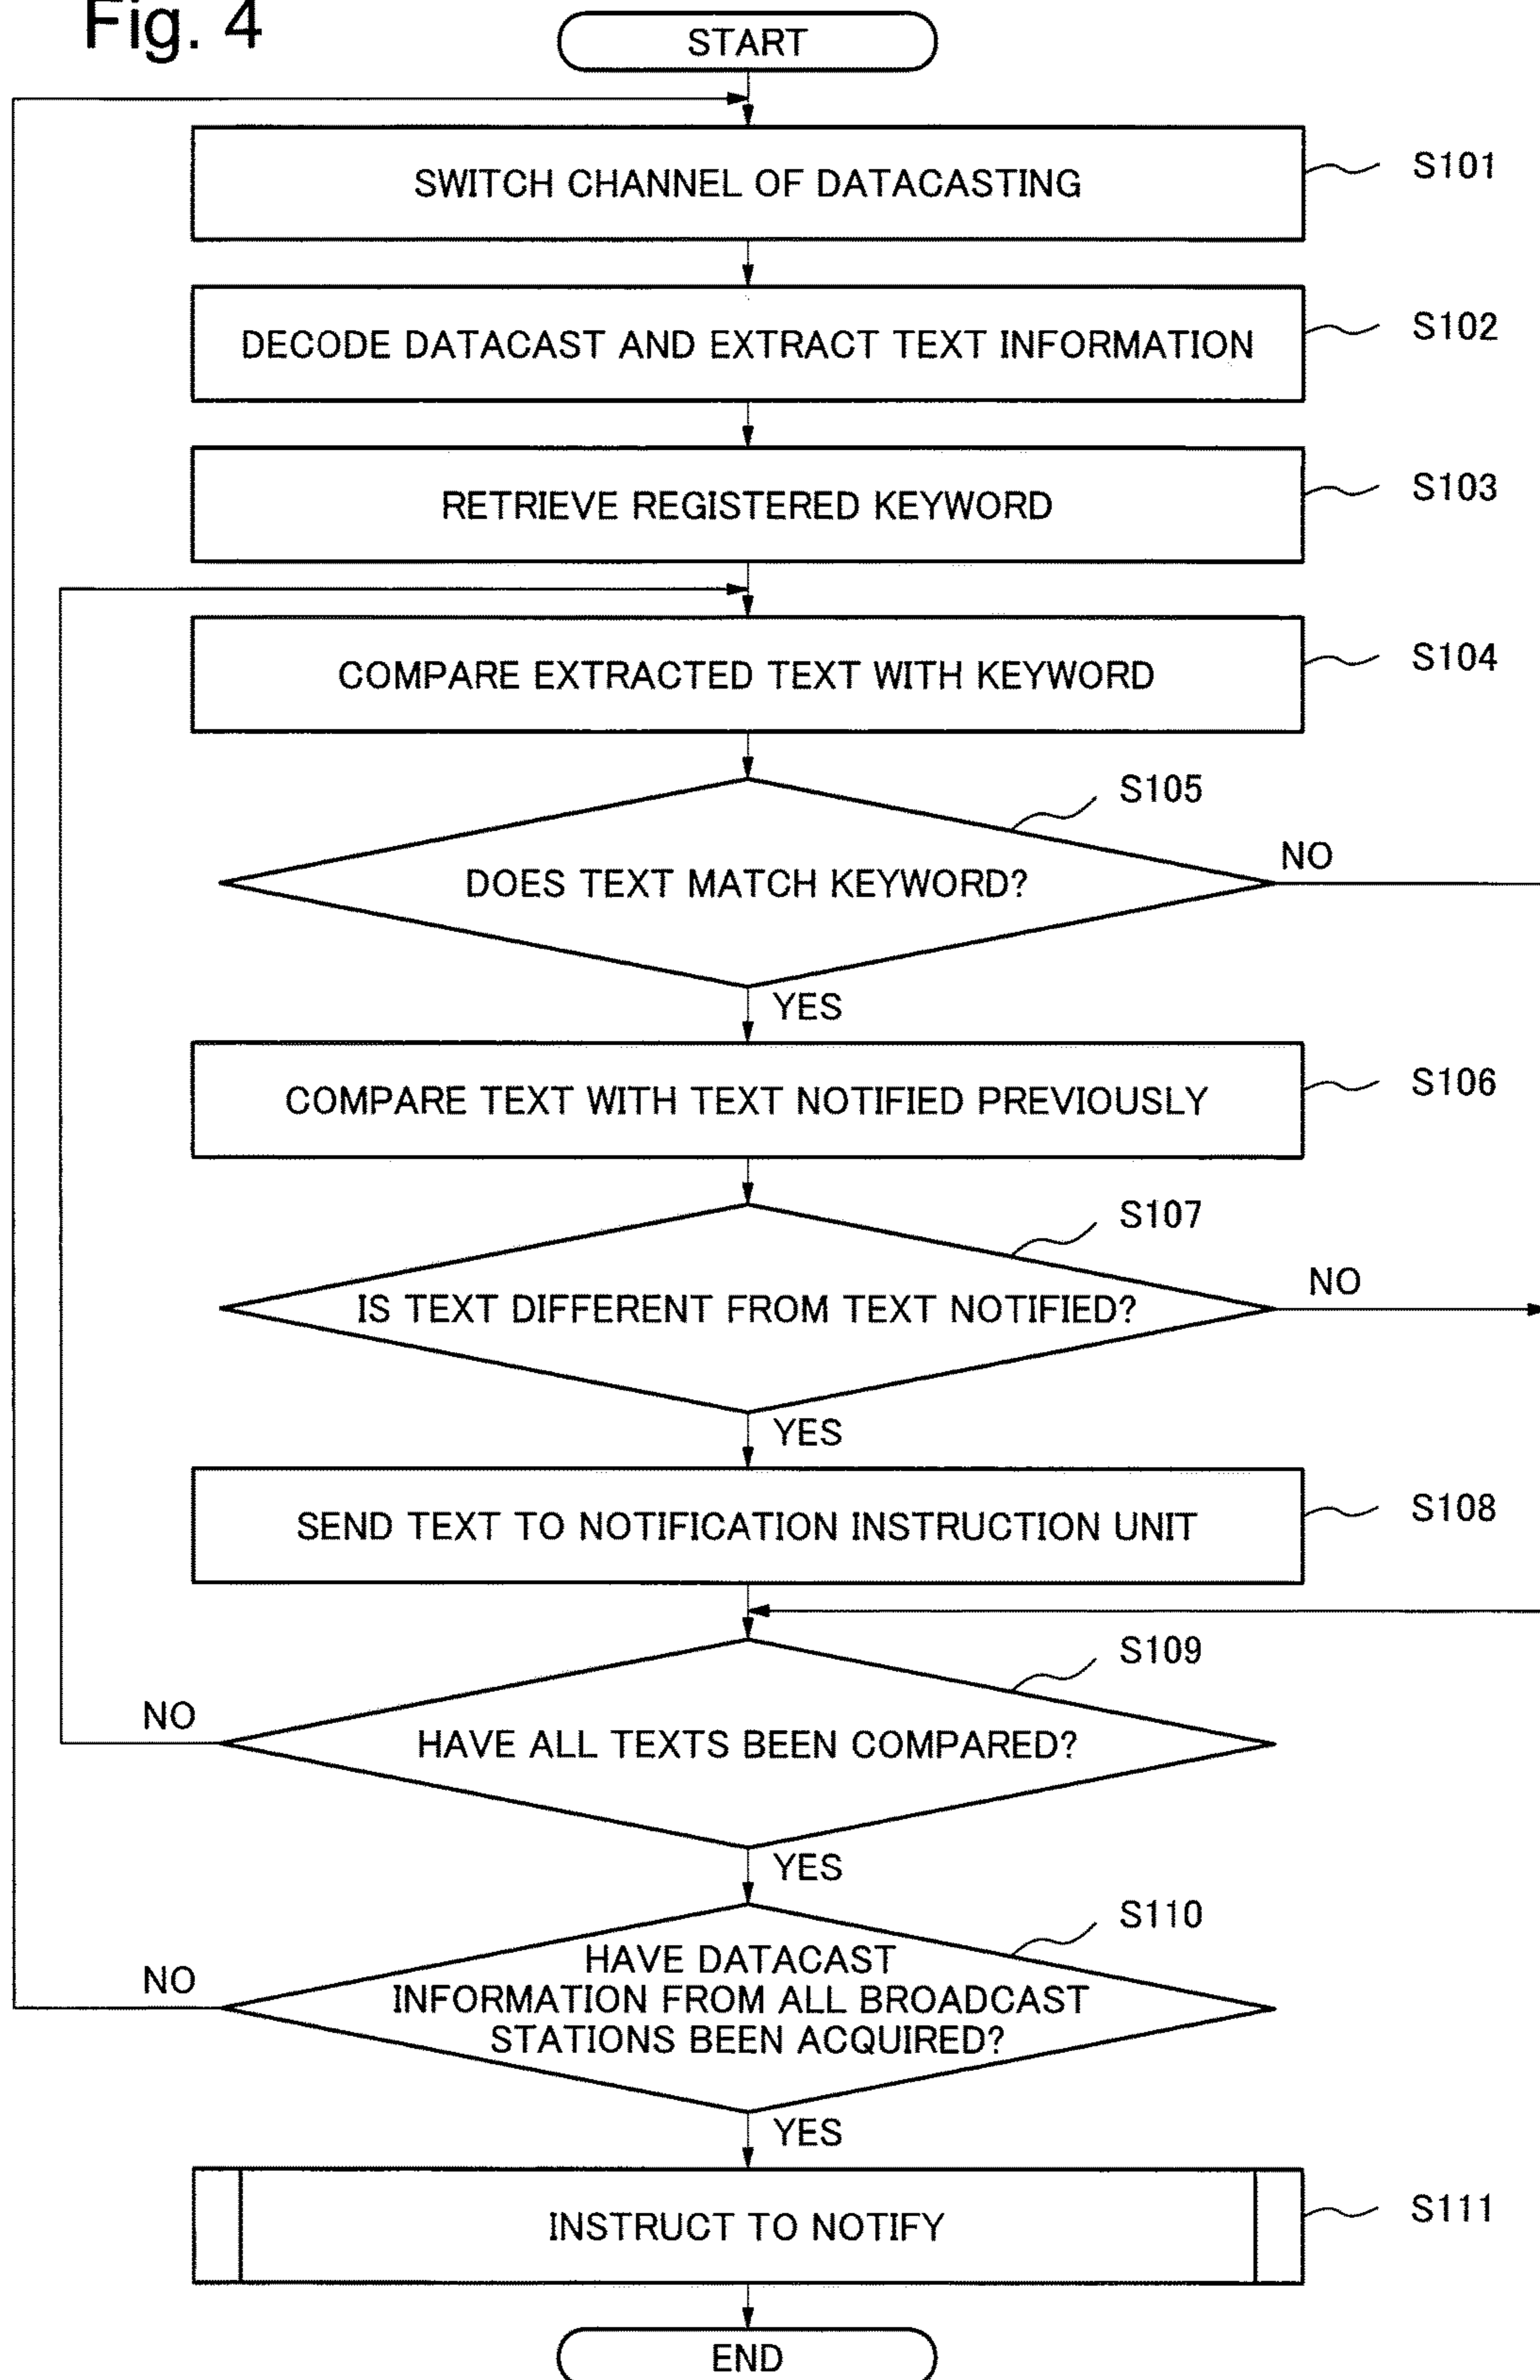 Fig. 4
START
SWITCH CHANNEL OF DATACASTING
S101
DECODE DATACAST AND EXTRACT TEXT INFORMATION
S102
RETRIEVE REGISTERED KEYWORD
S103
COMPARE EXTRACTED TEXT WITH KEYWORD
S104
S105
DOES TEXT MATCH KEYWORD?
NO
YES
COMPARE TEXT WITH TEXT NOTIFIED PREVIOUSLY
S106
S107
IS TEXT DIFFERENT FROM TEXT NOTIFIED?
NO
YES
SEND TEXT TO NOTIFICATION INSTRUCTION UNIT
S108
S109
NO
HAVE ALL TEXTS BEEN COMPARED?
YES
S110
NO
HAVE DATACAST
INFORMATION FROM ALL BROADCAST
STATIONS BEEN ACQUIRED?
YES
INSTRUCT TO NOTIFY
S111
END